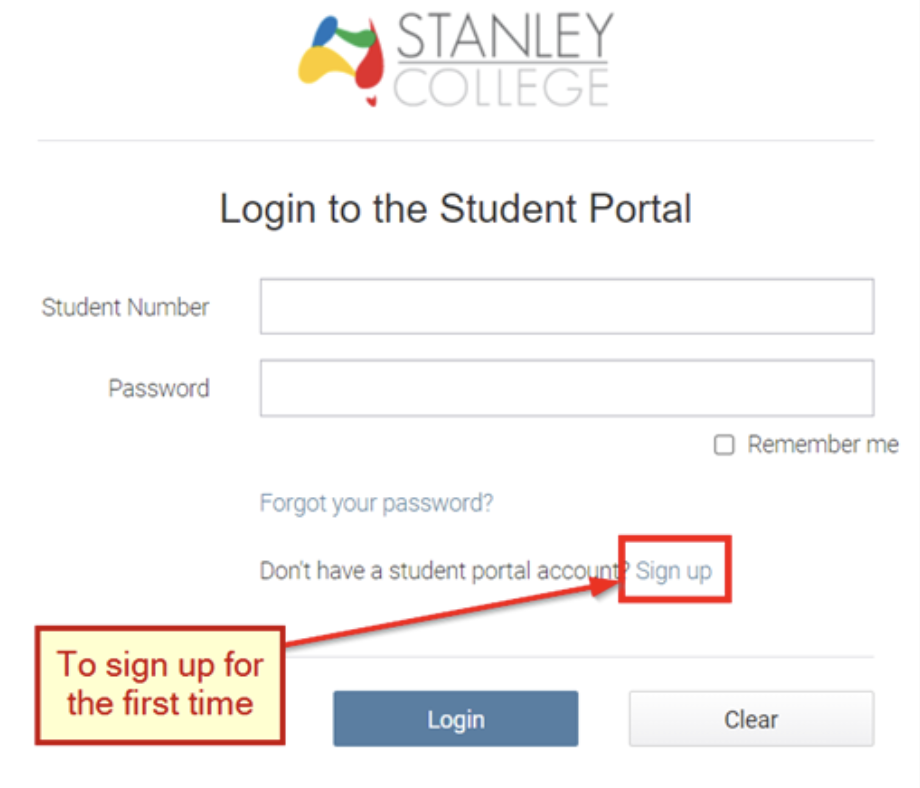 STANLEY
COLLEGE
Login to the Student Portal
Student Number
Password
Remember me
Forgot your password?
Don't have a student portal account? Sign up
To sign up for
the first time
Login
Clear